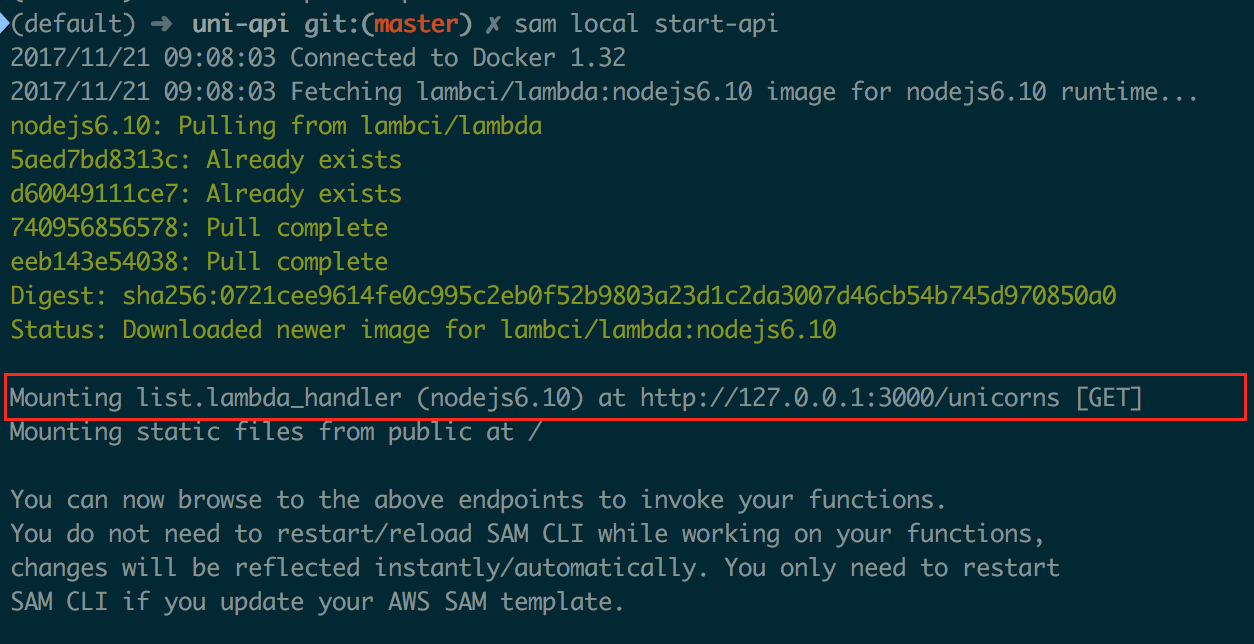 (default) ➜ uni-api git:(master) ✗ sam local start-api
2017/11/21 09:08:03 Connected to Docker 1.32
2017/11/21 09:08:03 Fetching lambci/lambda:nodejs6.10 image for nodejs6.10 runtime...
nodejs6.10: Pulling from lambci/lambda
5aed7bd8313c: Already exists
d60049111ce7: Already exists
740956856578: Pull complete
eeb143e54038: Pull complete
Digest: sha256:0721cee9614fe0c995c2eb0f52b9803a23d1c2da3007d46cb54b745d970850a0
Status: Downloaded newer image for lambci/lambda:nodejs6.10
Mounting list.lambda_handler (nodejs6.10) at http://127.0.0.1:3000/unicorns [GET]
Mounting static files from public at /
You can now browse to the above endpoints to invoke your functions.
You do not need to restart/reload SAM CLI while working on your functions,
changes will be reflected instantly/automatically. You only need to restart
SAM CLI if you update your AWS SAM template.